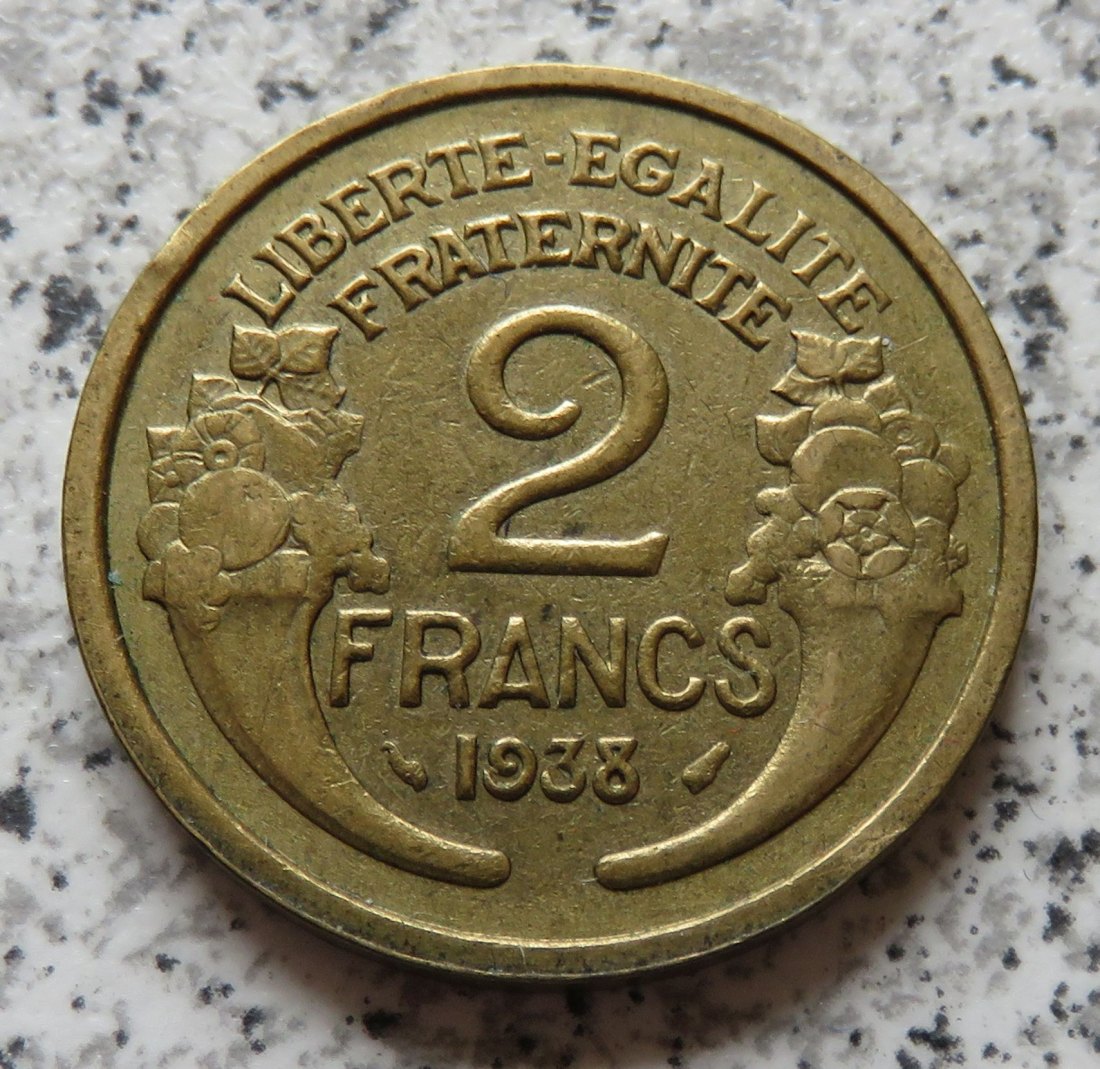 LIBERTE-EGALITE
FRATERNITE
2
FRANCS
1938